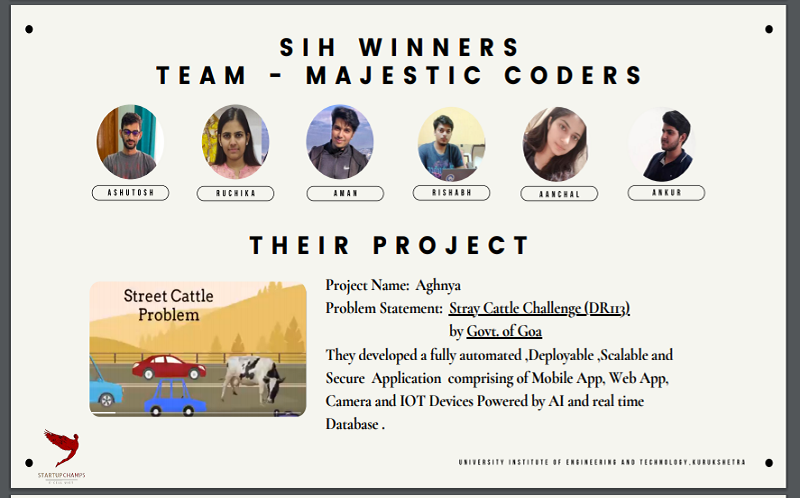 SIH WINNERS
TEAM - MAJESTIC CODERS
ASHUTOSH
RUCHIKA
AMAN
RISHABH
AANCHAL
ANKUR
THEIR PROJECT
Street Cattle
Problem
Project Name: Aghnya
Problem Statement: Stray Cattle Challenge (DR113)
by Govt. of Goa
They developed a fully automated ,Deployable ,Scalable and
Secure Application comprising of Mobile App, Web App,
Camera and IOT Devices Powered by AI and real time
Database .
STARTUPCHAMPS
UNIVERSITY INSTITUTE OF ENGINEERING AND TECHNOLOGY,KURUKSHETRA